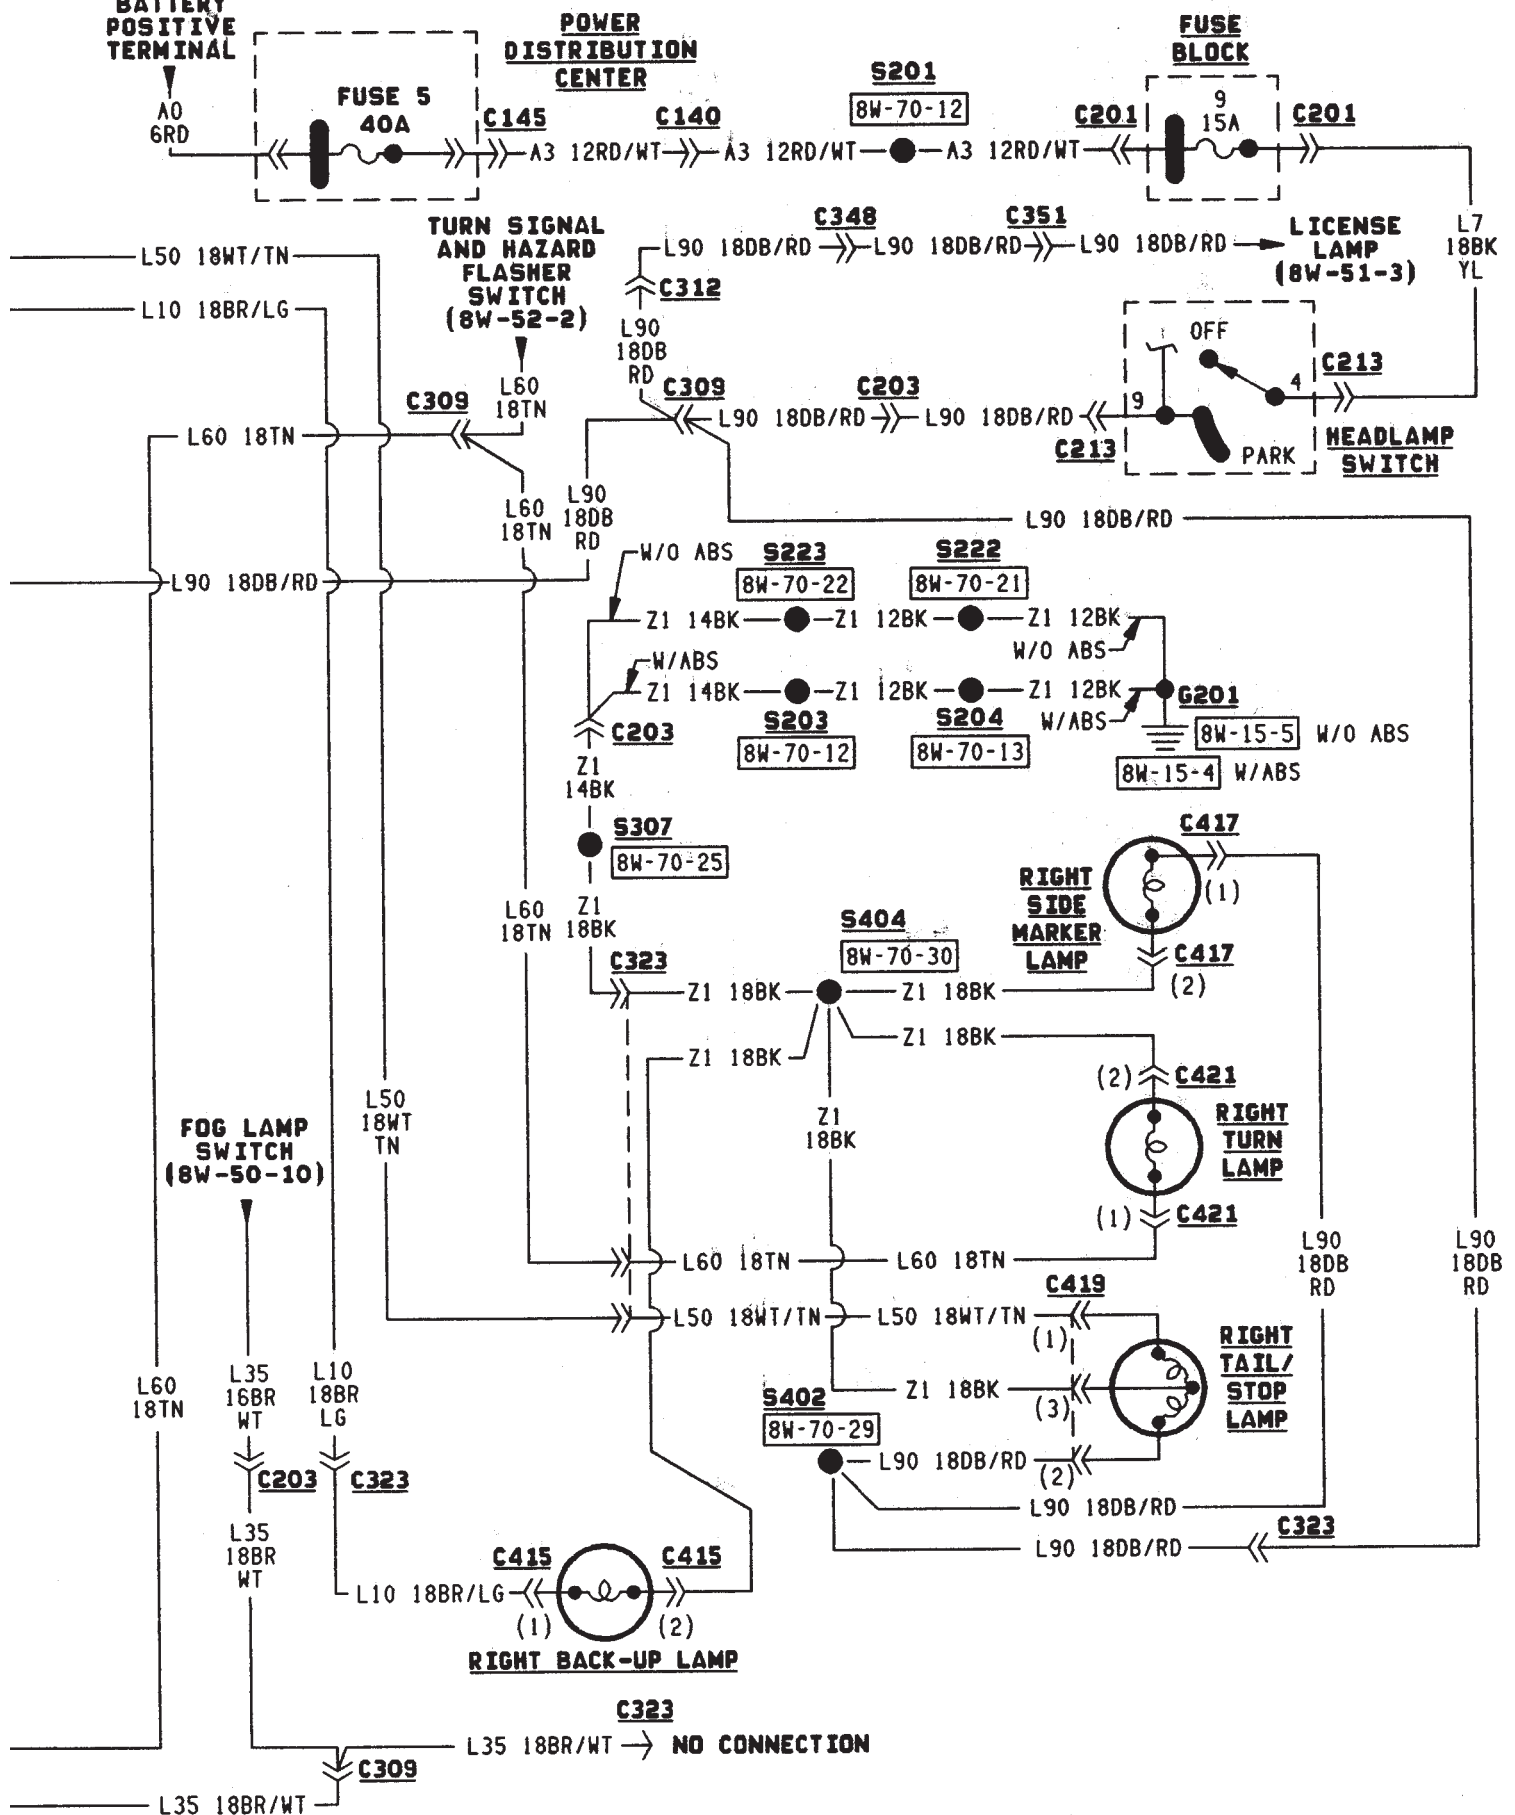 BATTERY
POSITIVE
TERMINAL
POWER
DISTRIBUTION
CENTER
FUSE
BLOCK
A0
6RD
FUSE 5
40A
C145
C140
S201
8W-70-12
C201
9
15A
C201
A3 12RD/WT
A3 12RD/WT
A3 12RD/WT
L50 18WT/TN
L10 18BR/LG
TURN SIGNAL
AND HAZARD
FLASHER
SWITCH
(8W-52-2)
L90 18DB/RD
C348
L90 18DB/RD
C351
L90 18DB/RD
LICENSE
LAMP
(8W-51-3)
L7
18BK
YL
C312
L90
18DB
RD
OFF
C213
4
9
PARK
HEADLAMP
SWITCH
C309
L60
18TN
C309
L90 18DB/RD
C203
L90 18DB/RD
C213
L60 18TN
L60
18TN
L90
18DB
RD
L90 18DB/RD
L90 18DB/RD
W/O ABS
S223
8W-70-22
S222
8W-70-21
Z1 14BK
Z1 12BK
Z1 12BK
W/O ABS
W/ABS
Z1 14BK
Z1 12BK
Z1 12BK
W/ABS
G201
S203
8W-70-12
S204
8W-70-13
8W-15-5 W/O ABS
8W-15-4 W/ABS
C203
Z1
14BK
S307
8W-70-25
C417
(1)
RIGHT
SIDE
MARKER
LAMP
C417
(2)
L60
18TN
Z1
18BK
S404
8W-70-30
C323
Z1 18BK
Z1 18BK
Z1 18BK
Z1 18BK
(2)
C421
L50
18WT
TN
Z1
18BK
RIGHT
TURN
LAMP
FOG LAMP
SWITCH
(8W-50-10)
(1)
C421
L60 18TN
L60 18TN
L90
18DB
RD
L90
18DB
RD
C419
L50 18WT/TN
L50 18WT/TN
(1)
RIGHT
TAIL/
STOP
LAMP
L60
18TN
L35
16BR
WT
L10
18BR
LG
Z1 18BK
(3)
S402
8W-70-29
L90 18DB/RD
(2)
C203
C323
L90 18DB/RD
C323
L90 18DB/RD
L35
18BR
WT
C415
C415
L10 18BR/LG
(1)
(2)
RIGHT BACK-UP LAMP
C323
L35 18BR/WT
NO CONNECTION
C309
L35 18BR/WT